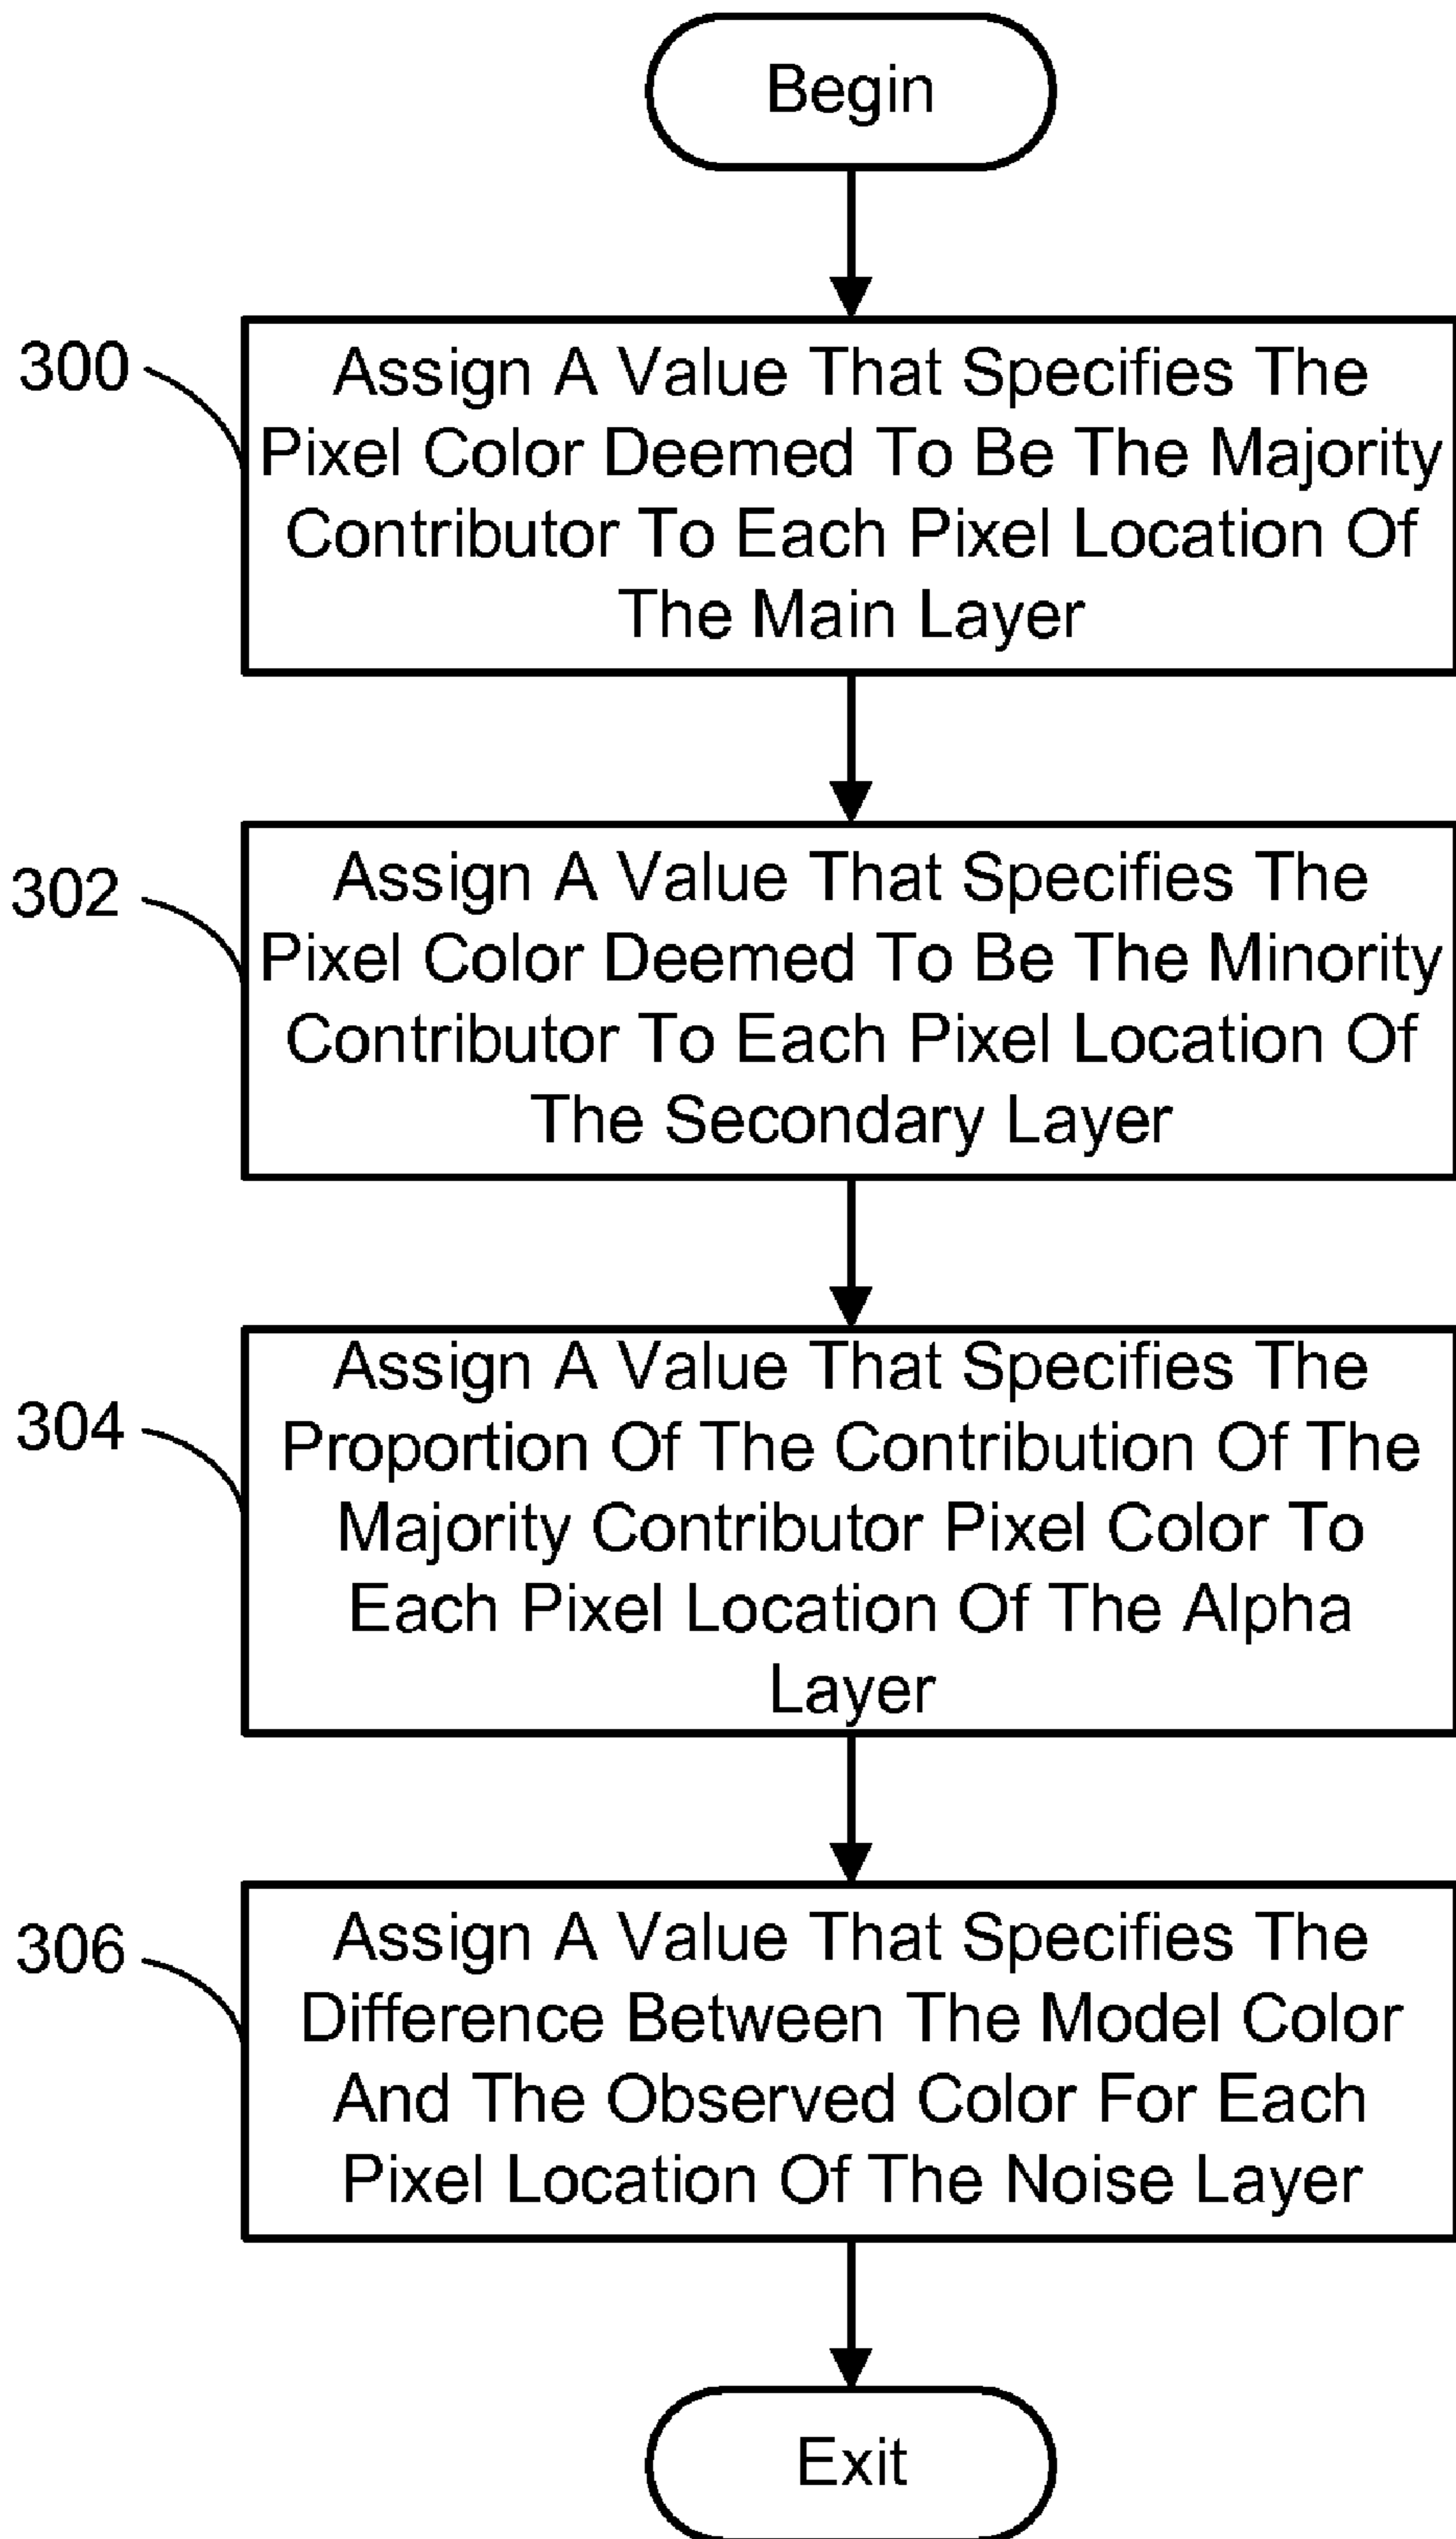 Begin
300
Assign A Value That Specifies The
Pixel Color Deemed To Be The Majority
Contributor To Each Pixel Location Of
The Main Layer
302
Assign A Value That Specifies The
Pixel Color Deemed To Be The Minority
Contributor To Each Pixel Location Of
The Secondary Layer
304
Assign A Value That Specifies The
Proportion Of The Contribution Of The
Majority Contributor Pixel Color To
Each Pixel Location Of The Alpha
Layer
306
Assign A Value That Specifies The
Difference Between The Model Color
And The Observed Color For Each
Pixel Location Of The Noise Layer
Exit